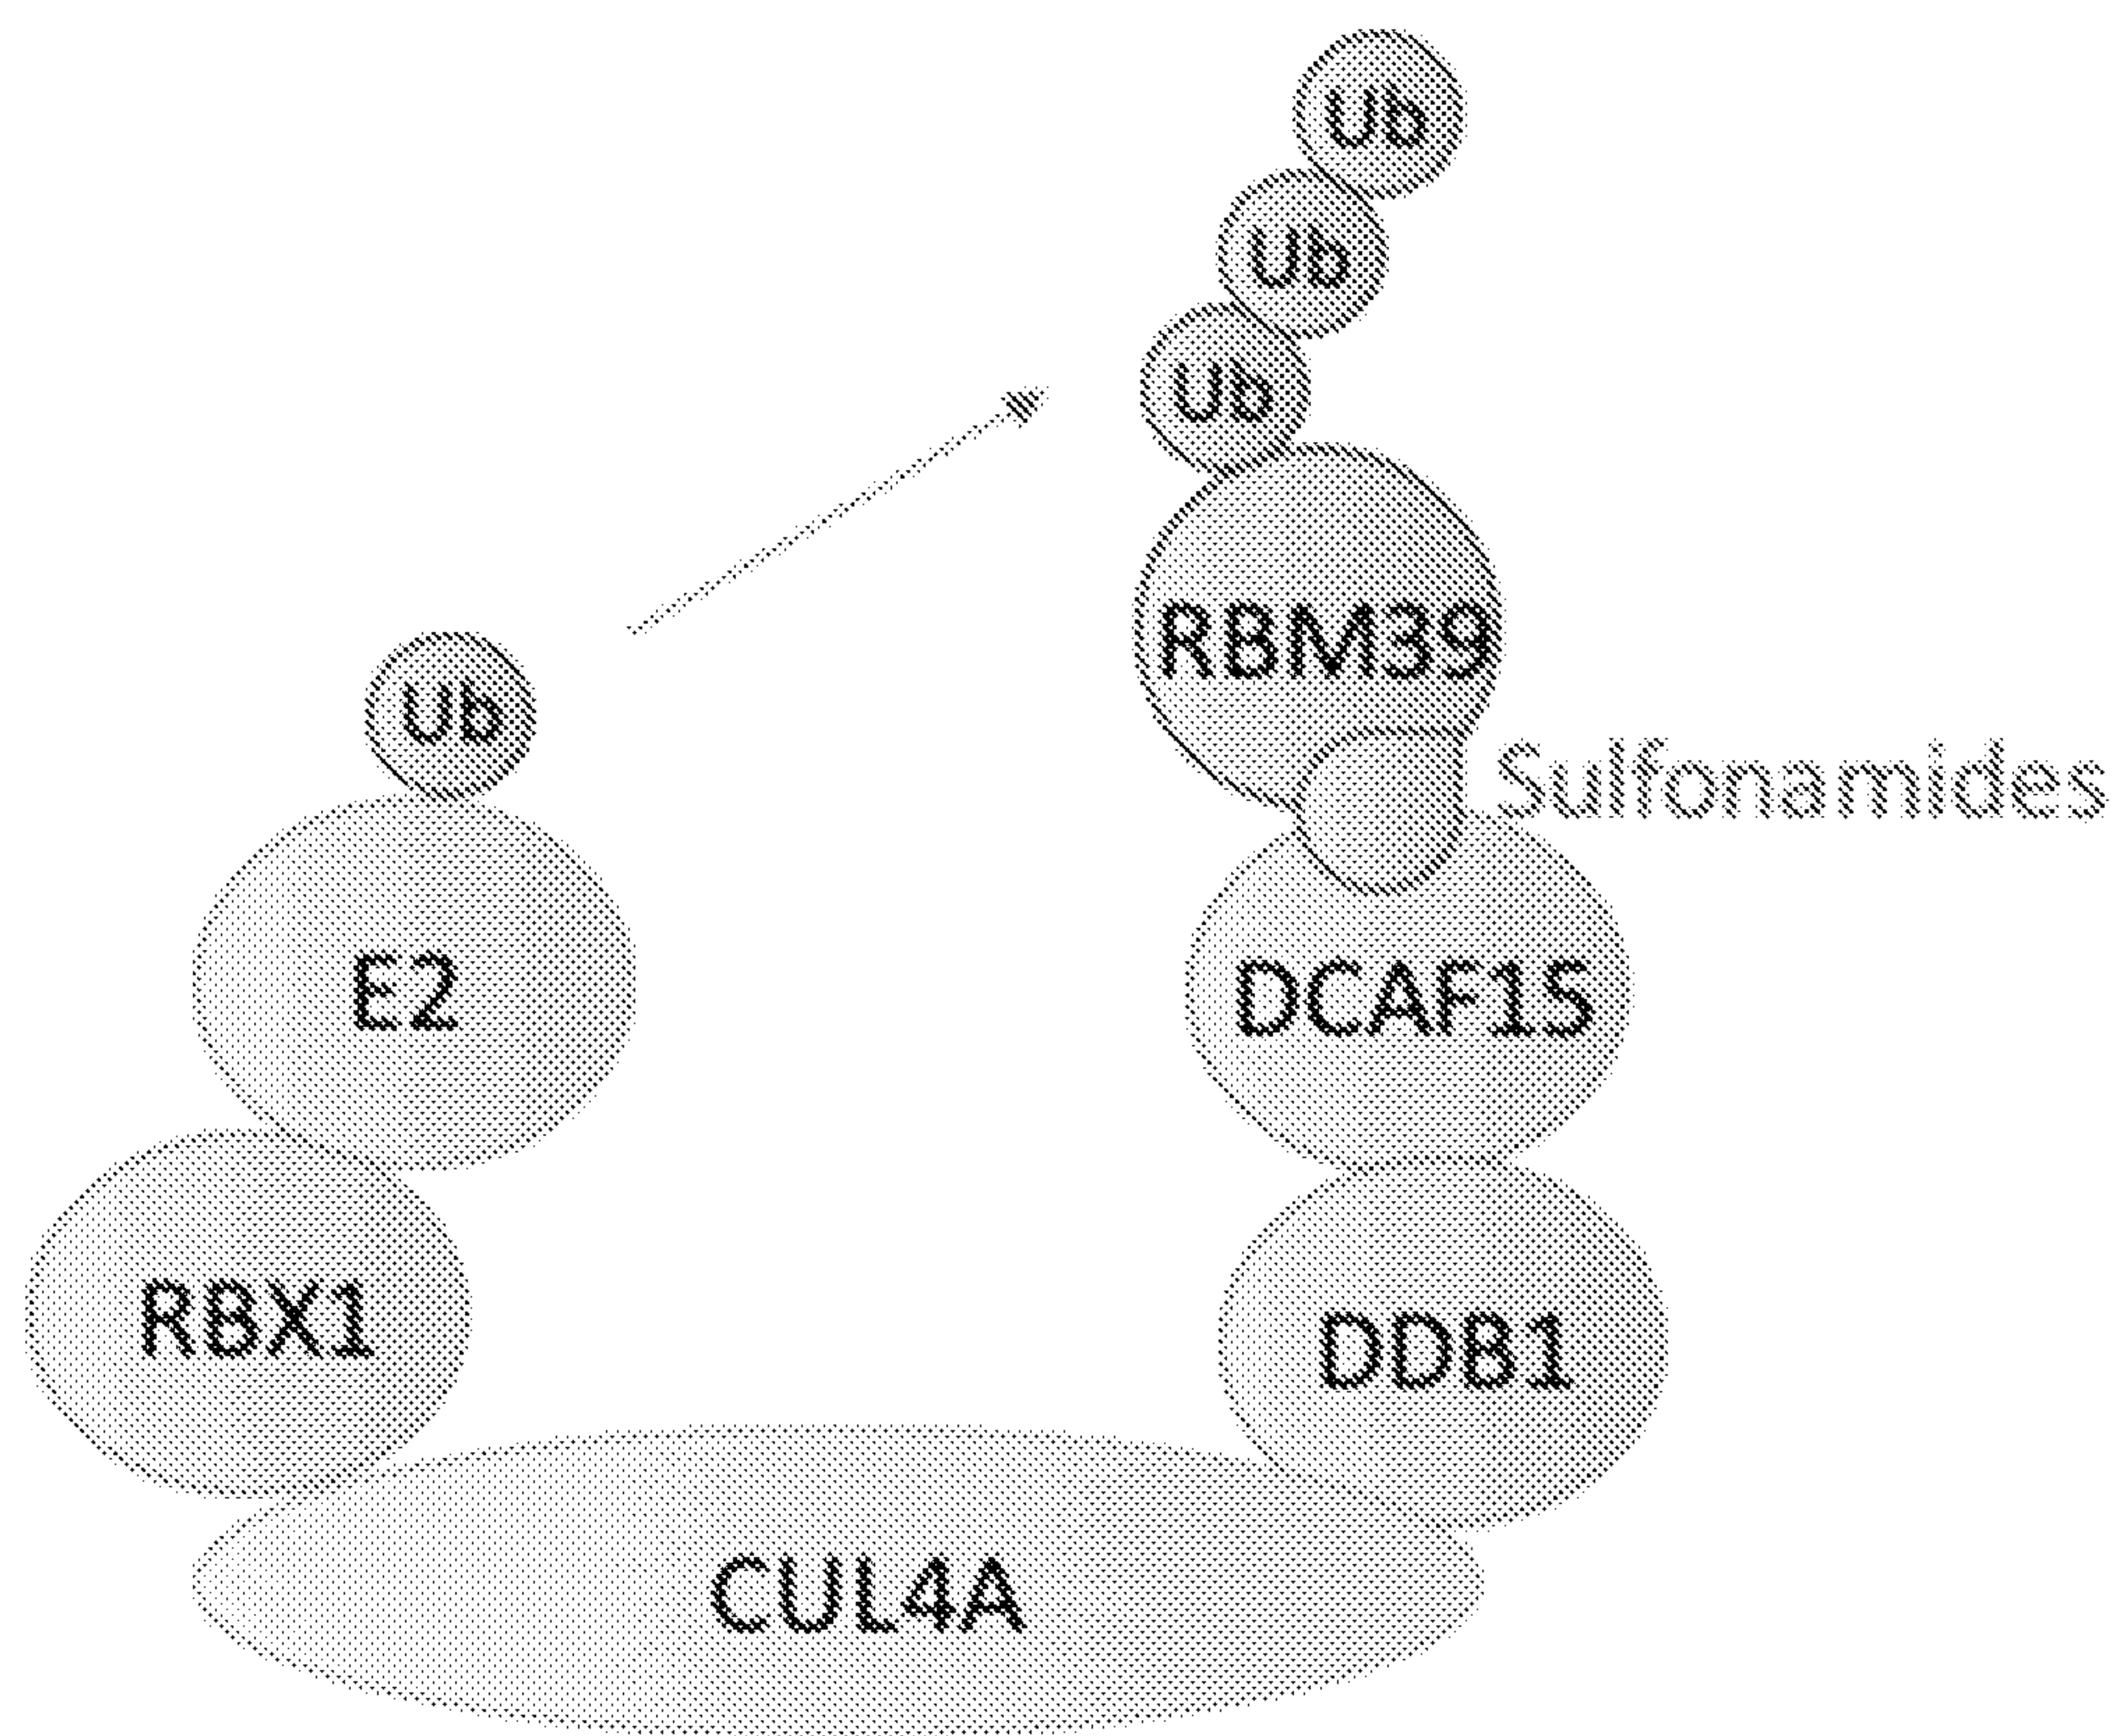 Ub
Ub
Ub
RBM39
Ub
Sulfonamides
E2
DCAF15
RBX1
DDB1
CUL4A